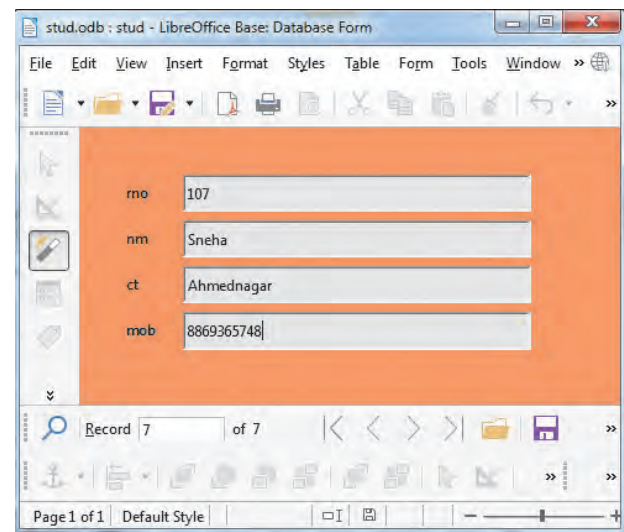 stud.odb : stud - LibreOffice Base: Database Form
File Edit View Insert Format Styles Table Form Tools Window »
»
rno 107
nm Sneha
ct Ahmednagar
mob 8869365748
Record 7 of 7 »
» »
Page 1 of 1 Default Style